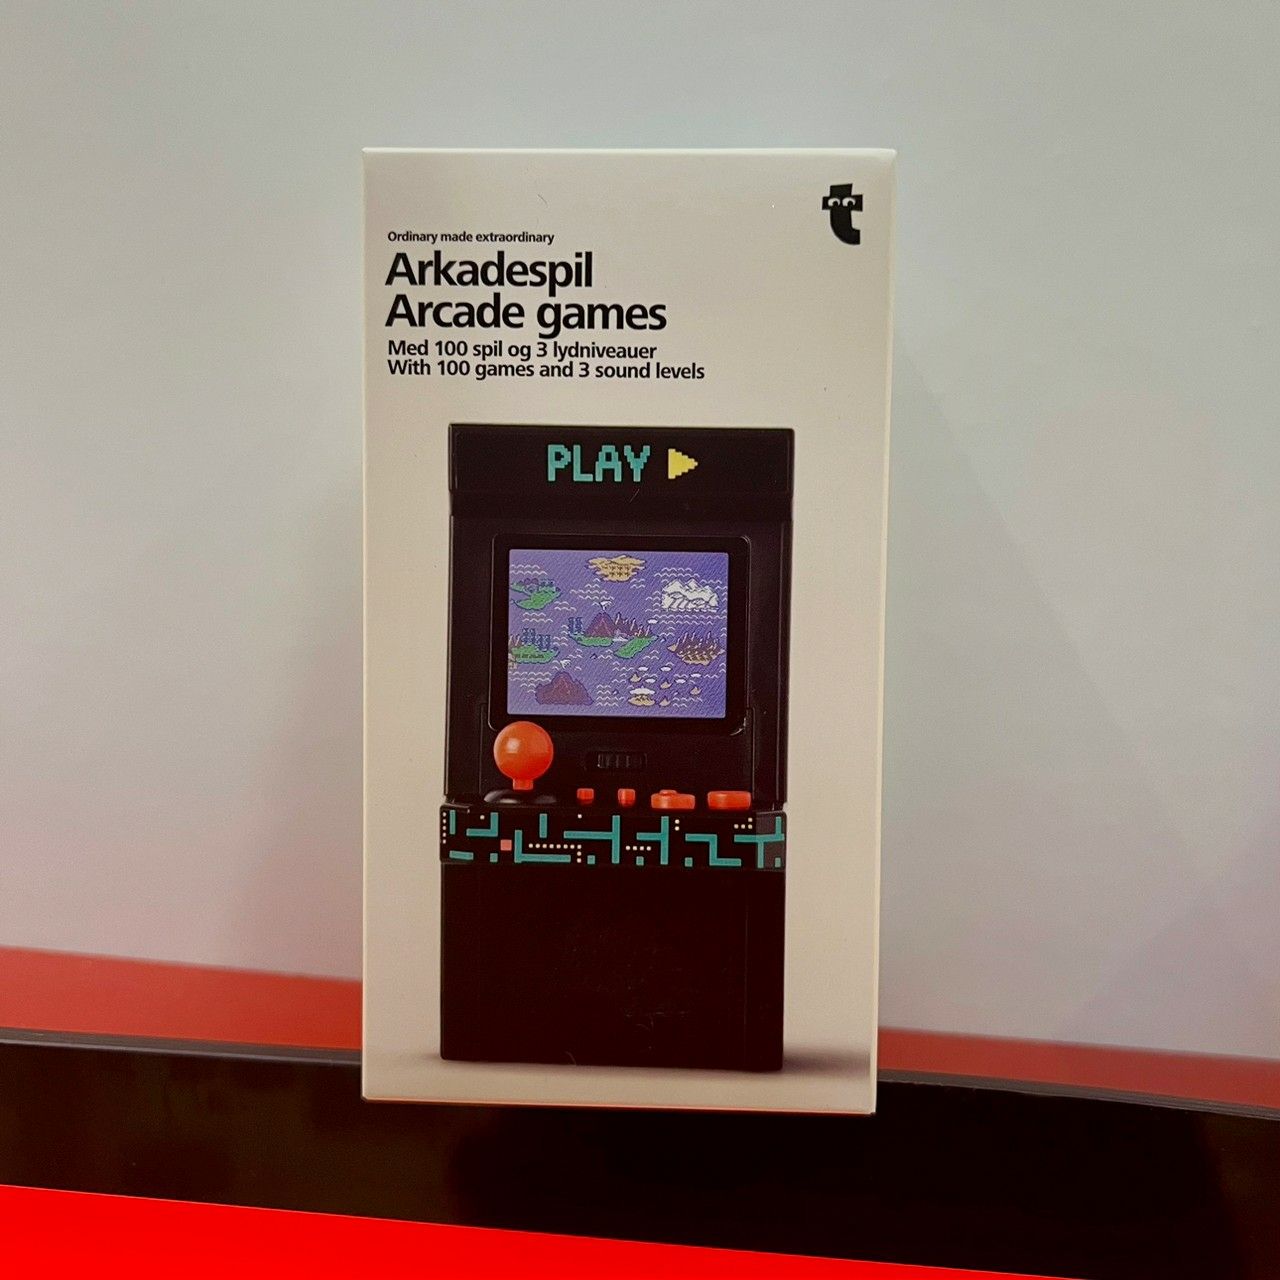 Ordinary made extraordinary
Arkadespil
Arcade games
Med 100 spil og 3 lydniveauer
With 100 games and 3 sound levels
PLAY